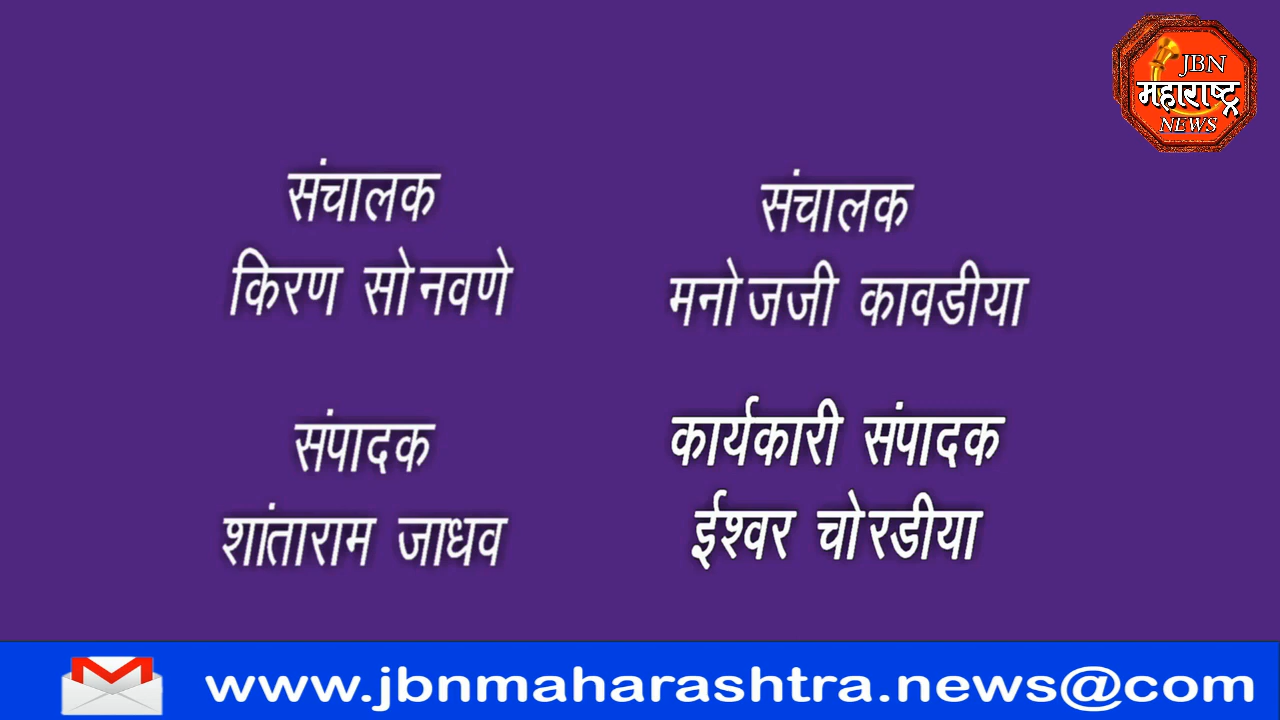 JBN
महाराष्ट्र
NEWS
संचालक
किरण सोनवणे
संचालक
मनोजजी कावडीया
संपादक
शांताराम जाधव
कार्यकारी संपादक
ईश्वर चोरडीया
www.jbnmaharashtra.news@com